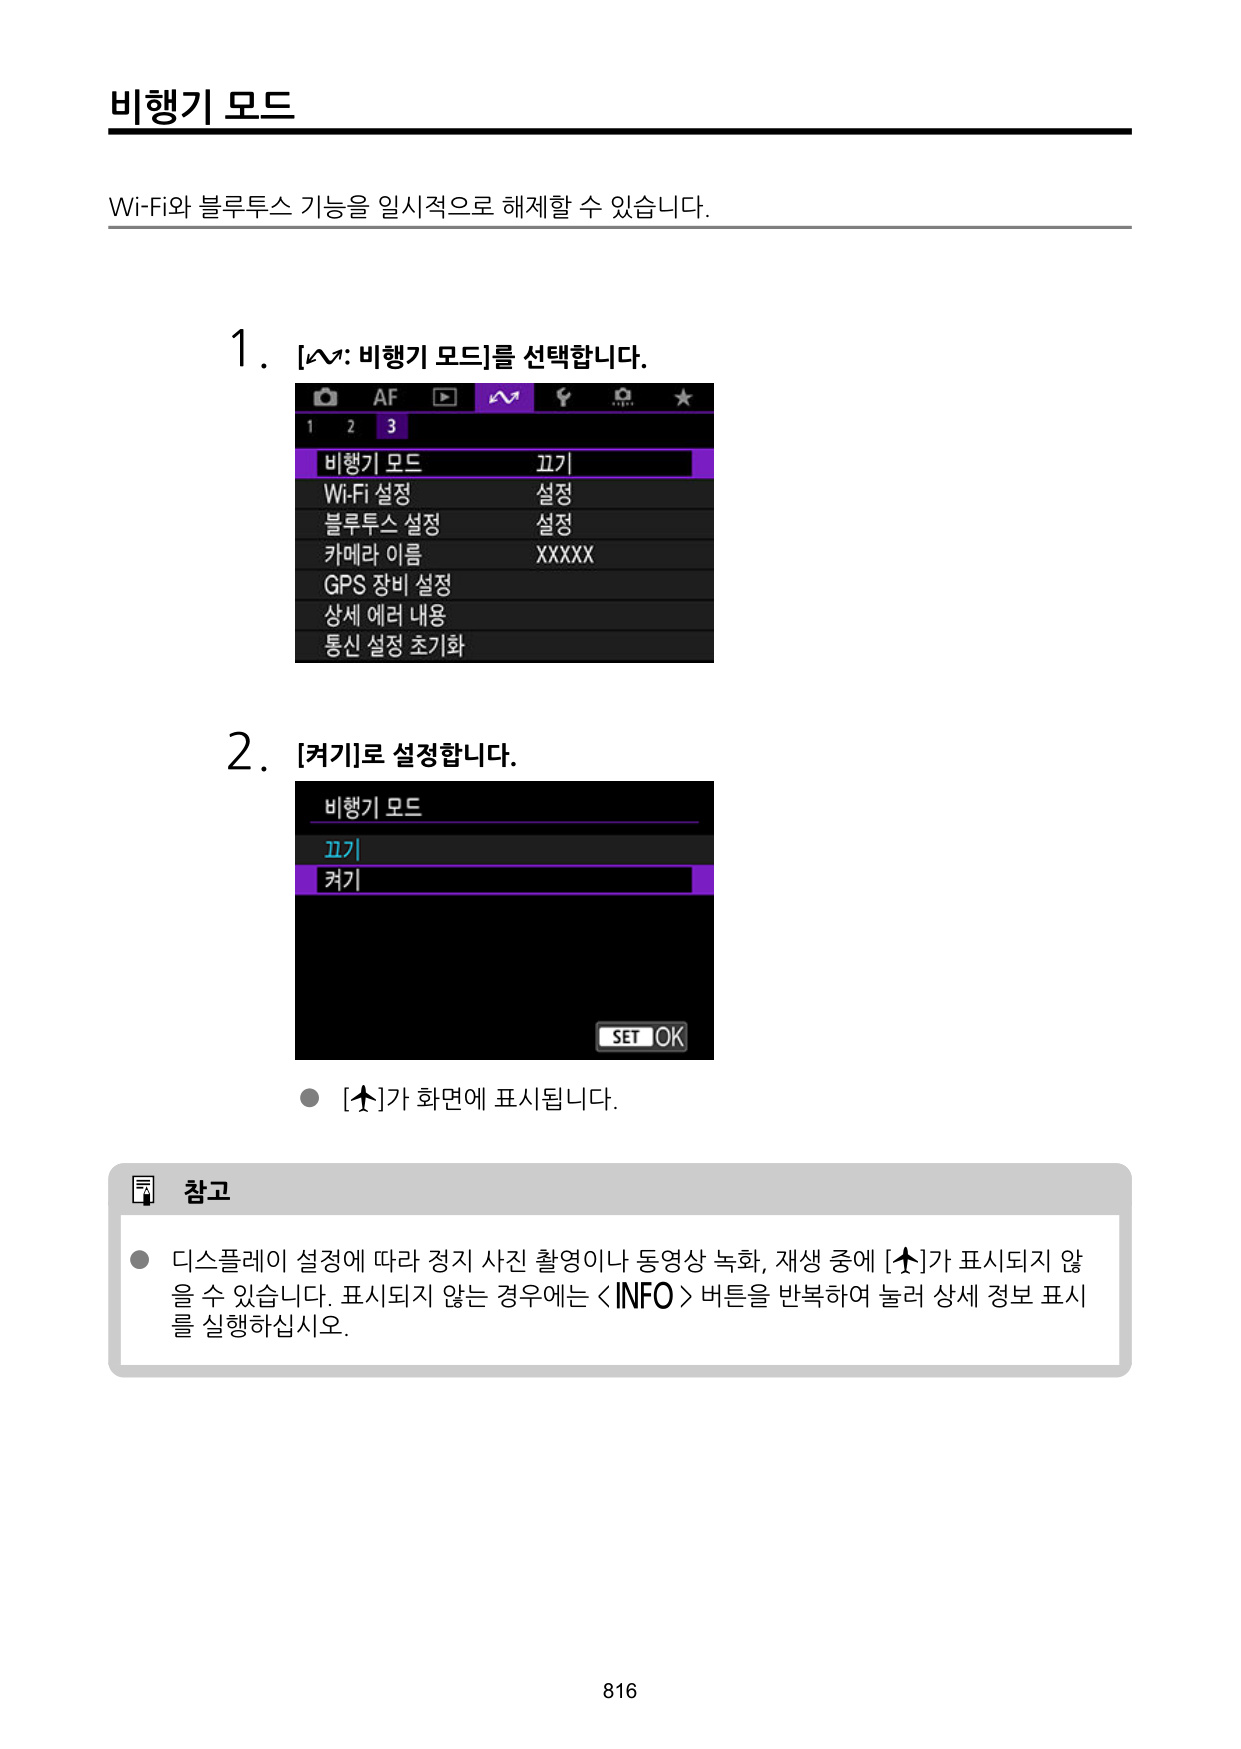 비행기 모드
Wi-Fi와 블루투스 기능을 일시적으로 해제할 수 있습니다.
1. [: 비행기 모드]를 선택합니다.
AF
1 2 3
비행기 모드 끄기
Wi-Fi 설정 설정
블루투스 설정 설정
카메라 이름 XXXXX
GPS 장비 설정
상세 에러 내용
통신 설정 초기화
2. [켜기]로 설정합니다.
비행기 모드
끄기
켜기
SET OK
● []가 화면에 표시됩니다.
참고
● 디스플레이 설정에 따라 정지 사진 촬영이나 동영상 녹화, 재생 중에 []가 표시되지 않
을 수 있습니다. 표시되지 않는 경우에는 <INFO> 버튼을 반복하여 눌러 상세 정보 표시
를 실행하십시오.
816